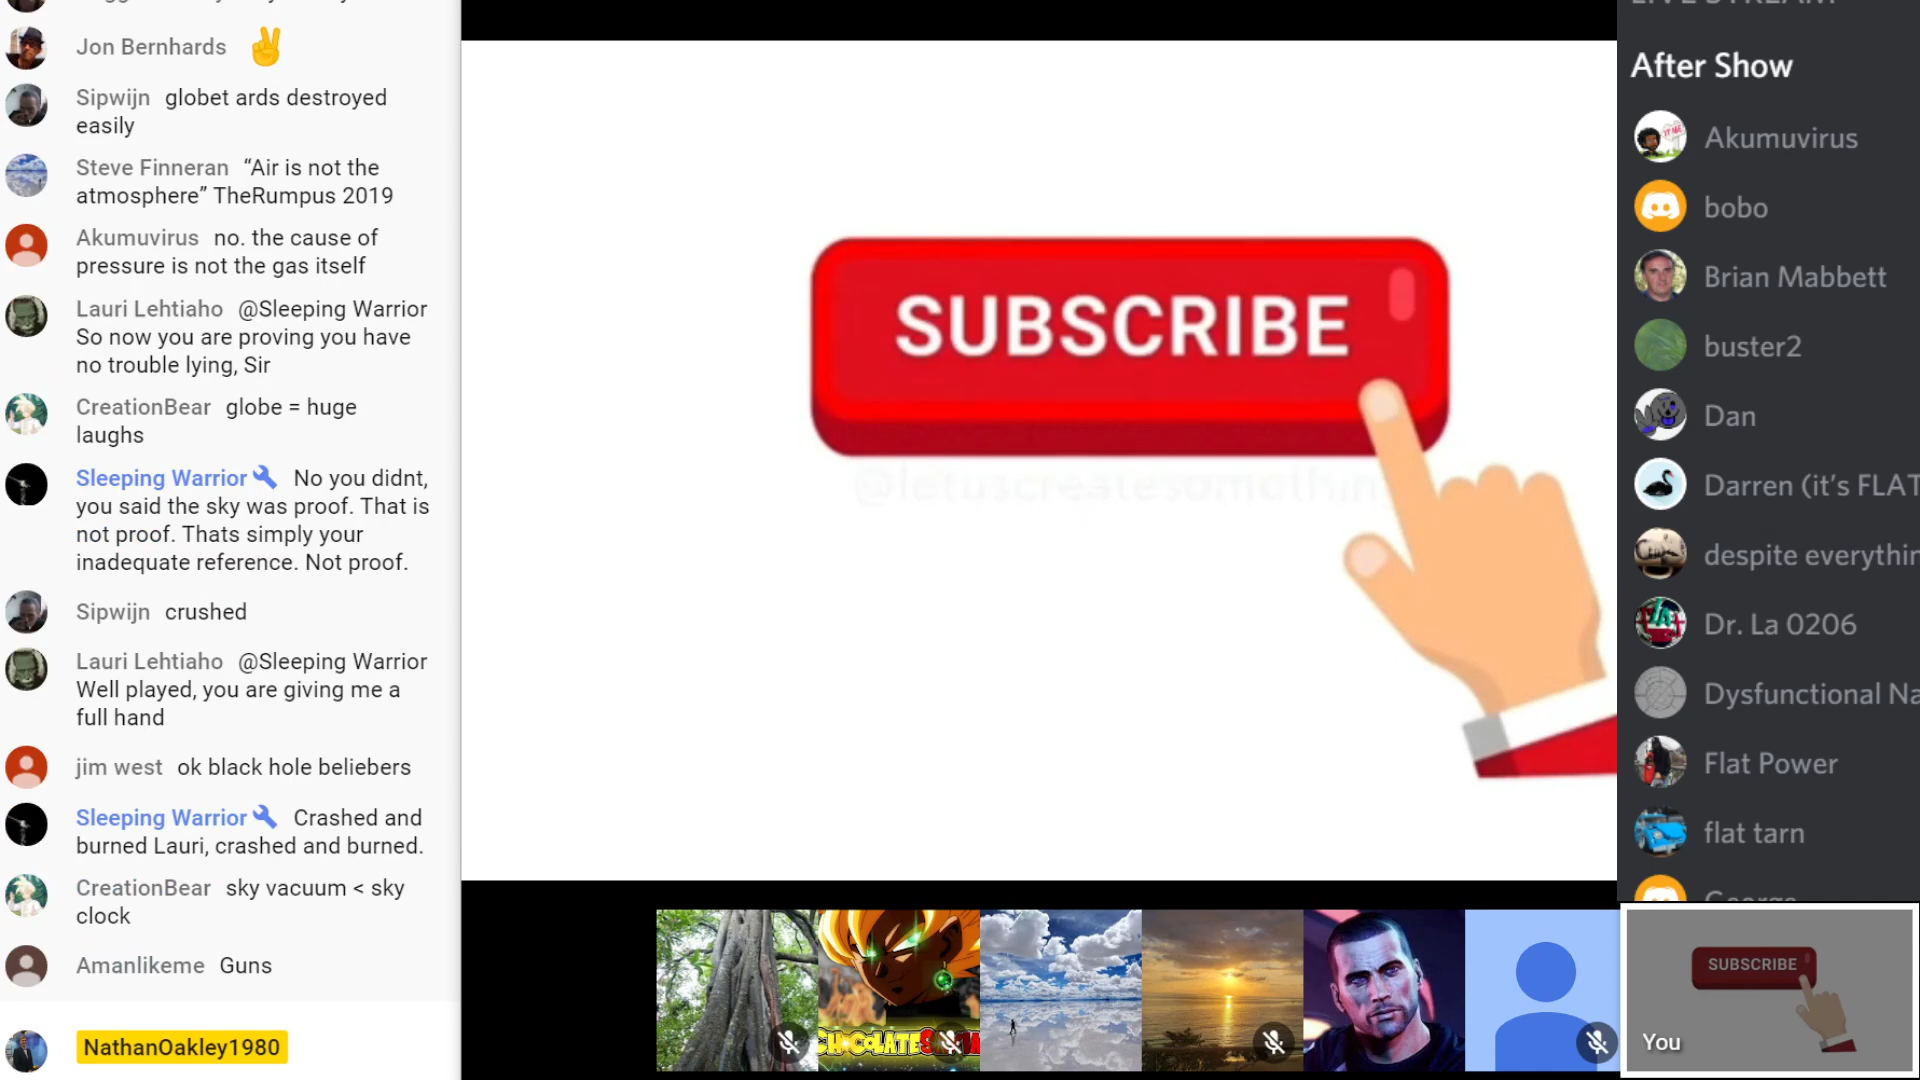 Jon Bernhards ✌
Sipwijn globet ards destroyed
easily
Steve Finneran “Air is not the
atmosphere” TheRumpus 2019
Akumuvirus no. the cause of
pressure is not the gas itself
Lauri Lehtiaho @Sleeping Warrior
So now you are proving you have
no trouble lying, Sir
CreationBear globe = huge
laughs
Sleeping Warrior No you didnt,
you said the sky was proof. That is
not proof. Thats simply your
inadequate reference. Not proof.
Sipwijn crushed
Lauri Lehtiaho @Sleeping Warrior
Well played, you are giving me a
full hand
jim west ok black hole beliebers
Sleeping Warrior Crashed and
burned Lauri, crashed and burned.
CreationBear sky vacuum < sky
clock
Amanlikeme Guns
NathanOakley1980
SUBSCRIBE
@letuscreatesomethin
LIVE STREAM!
After Show
Akumuvirus
bobo
Brian Mabbett
buster2
Dan
Darren (it’s FLAT
despite everythin
Dr. La 0206
Dysfunctional Na
Flat Power
flat tarn
George
SUBSCRIBE
You